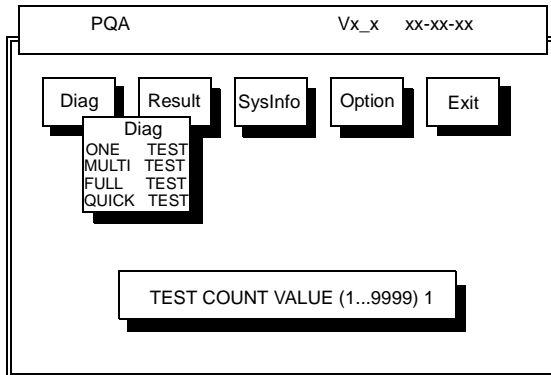 PQA Vx_x xx-xx-xx
Diag Result SysInfo Option Exit
Diag
ONE TEST
MULTI TEST
FULL TEST
QUICK TEST
TEST COUNT VALUE (1...9999) 1